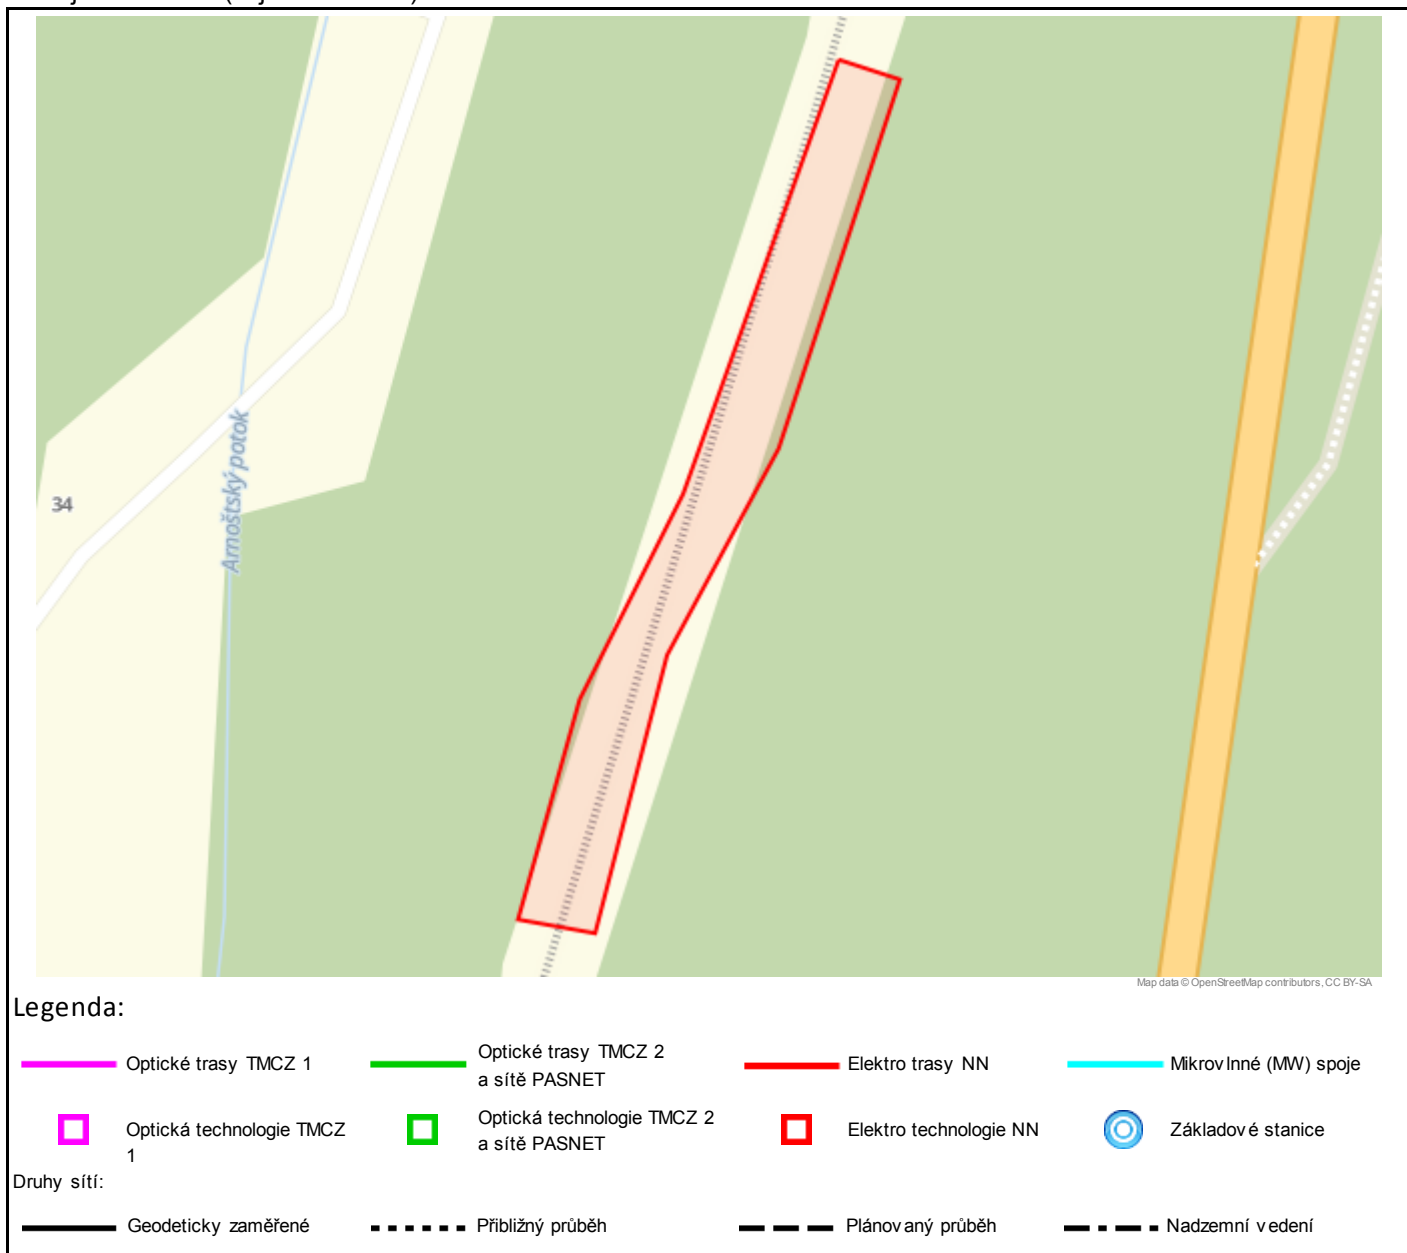 34
Arnoštský potok
Map data © OpenStreetMap contributors, CC BY-SA
Legenda:
Optické trasy TMCZ 1
Optické trasy TMCZ 2
a sítě PASNET
Elektro trasy NN
Mikrovlnné (MW) spoje
Optická technologie TMCZ
1
Optická technologie TMCZ 2
a sítě PASNET
Elektro technologie NN
Základové stanice
Druhy sítí:
Geodeticky zaměřené
Přibližný průběh
Plánovaný průběh
Nadzemní vedení